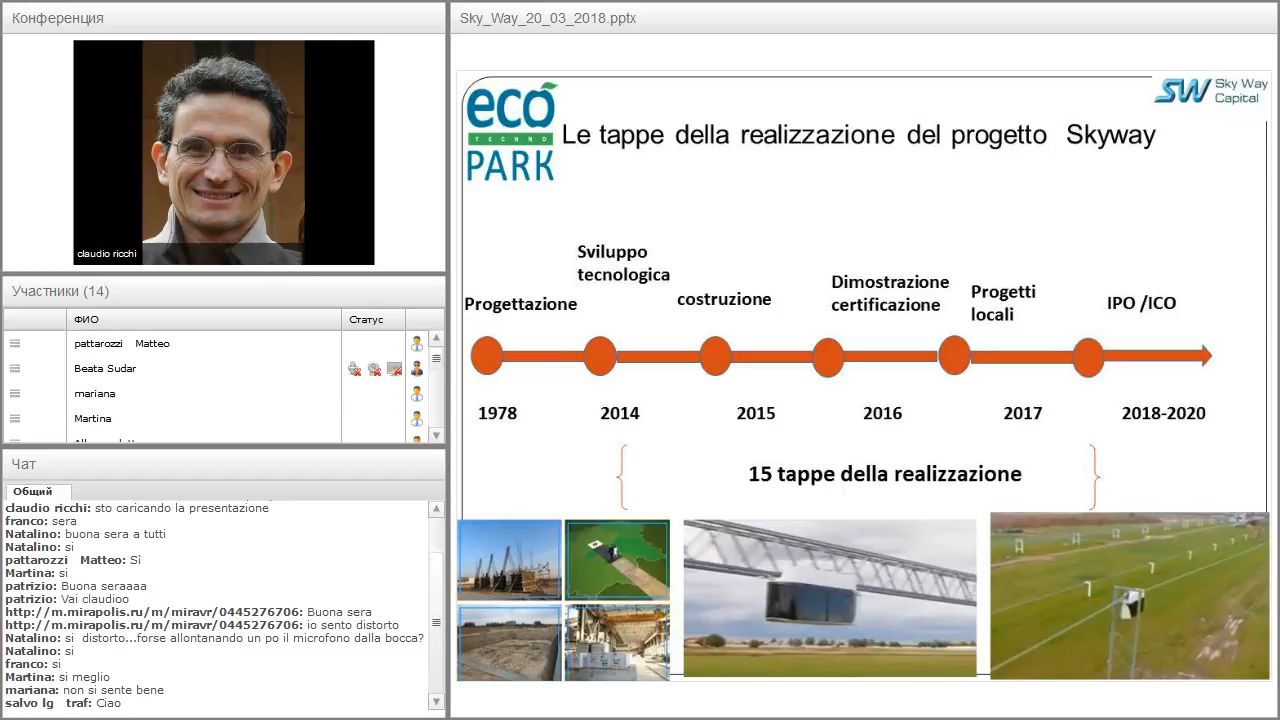 Конференция
claudio ricchi
Участники (14)
ФИО
Статус
pattarozzi Matteo
Beata Sudar
mariana
Martina
Чат
Общий
claudio ricchi: sto caricando la presentazione
franco: sera
Natalino: buona sera a tutti
Natalino: si
pattarozzi Matteo: Sì
Martina: si
patrizio: Buona seraaaa
patrizio: Vai claudioo
http://m.mirapolis.ru/m/miravr/0445276706: Buona sera
http://m.mirapolis.ru/m/miravr/0445276706: io sento distorto
Natalino: si distorto...forse allontanando un po il microfono dalla bocca?
Natalino: si
franco: si
Martina: si meglio
mariana: non si sente bene
salvo lg traf: Ciao
Sky_Way_20_03_2018.pptx
eco
TECHNO
PARK
SW Sky Way
Capital
Le tappe della realizzazione del progetto Skyway
Progettazione
Sviluppo
tecnologica
costruzione
Dimostrazione
certificazione
Progetti
locali
IPO /ICO
1978
2014
2015
2016
2017
2018-2020
15 tappe della realizzazione